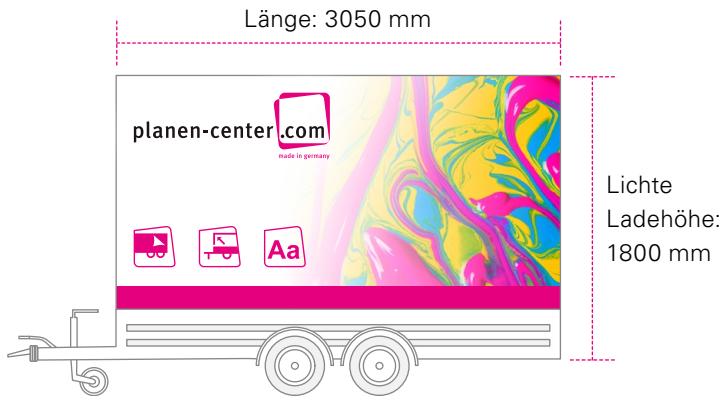 Länge: 3050 mm
planen-center.com
made in germany
Aa
Lichte
Ladehöhe:
1800 mm